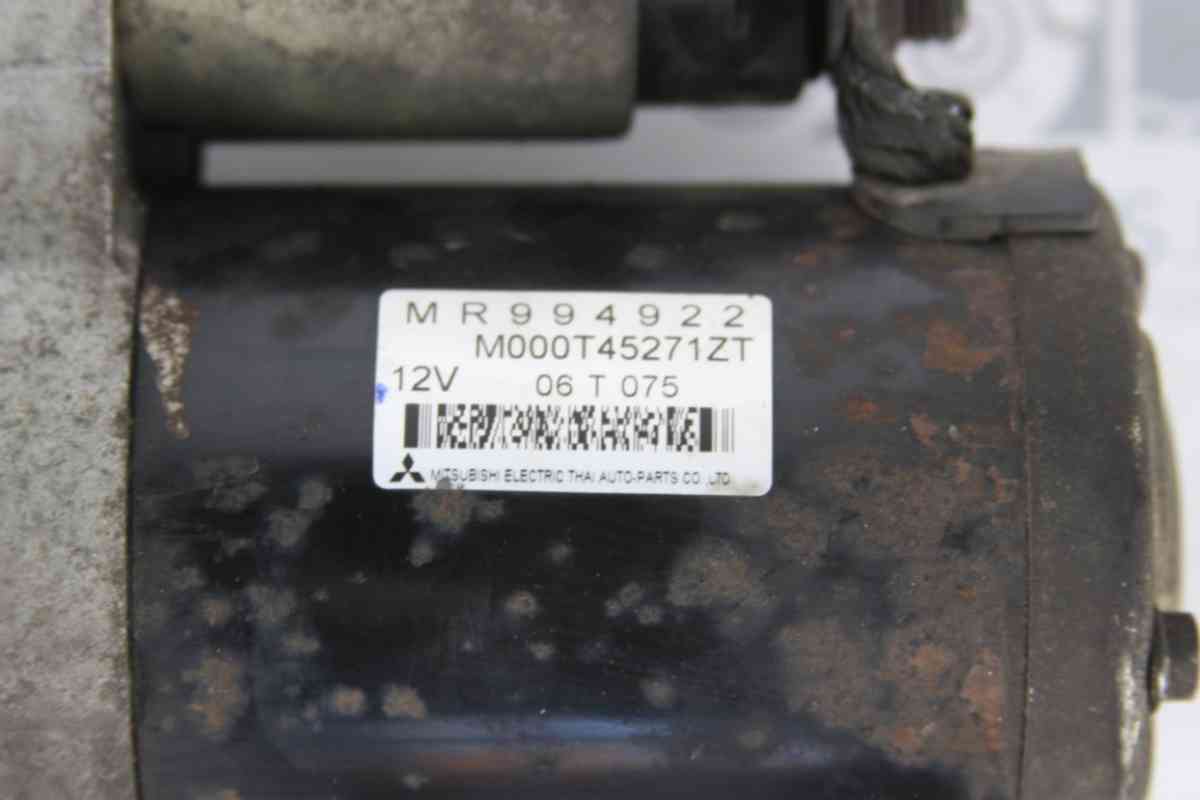 MR994922
M000T45271ZT
12V 06 T 075
MITSUBISHI ELECTRIC THAI AUTO-PARTS CO.,LTD